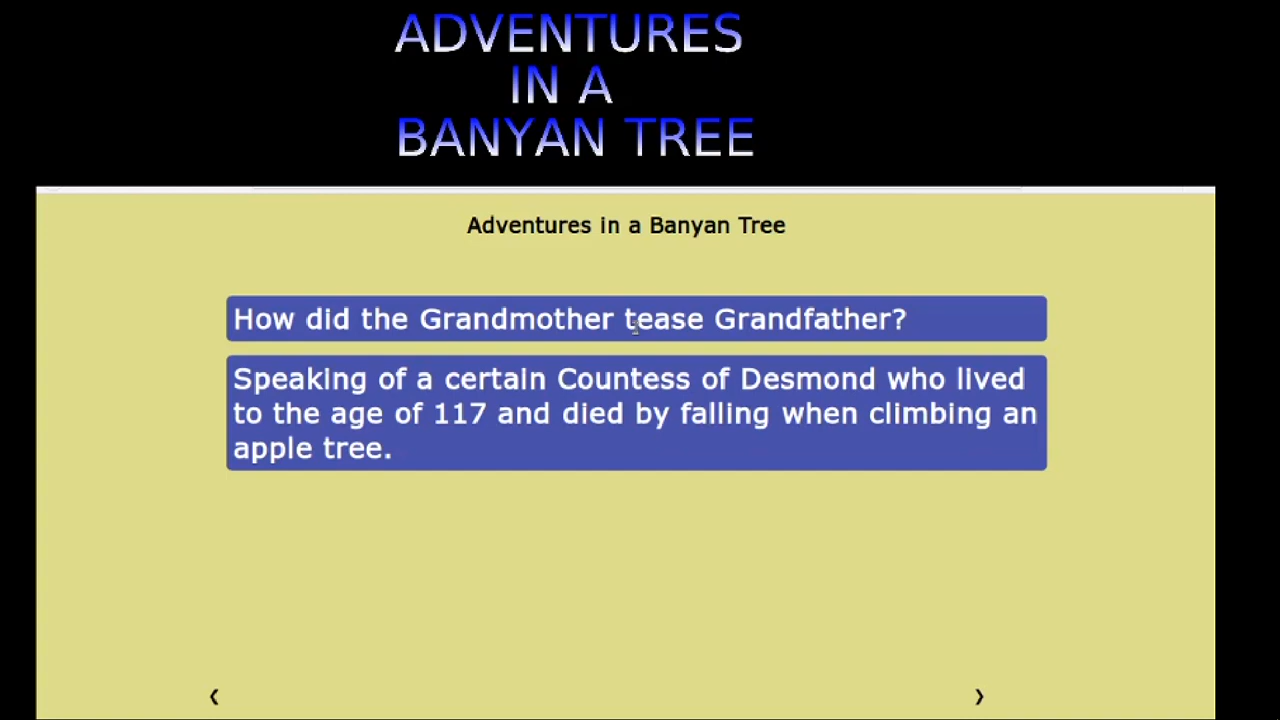 ADVENTURES
IN A
BANYAN TREE
Adventures in a Banyan Tree
How did the Grandmother tease Grandfather?
Speaking of a certain Countess of Desmond who lived
to the age of 117 and died by falling when climbing an
apple tree.
❮ ❯